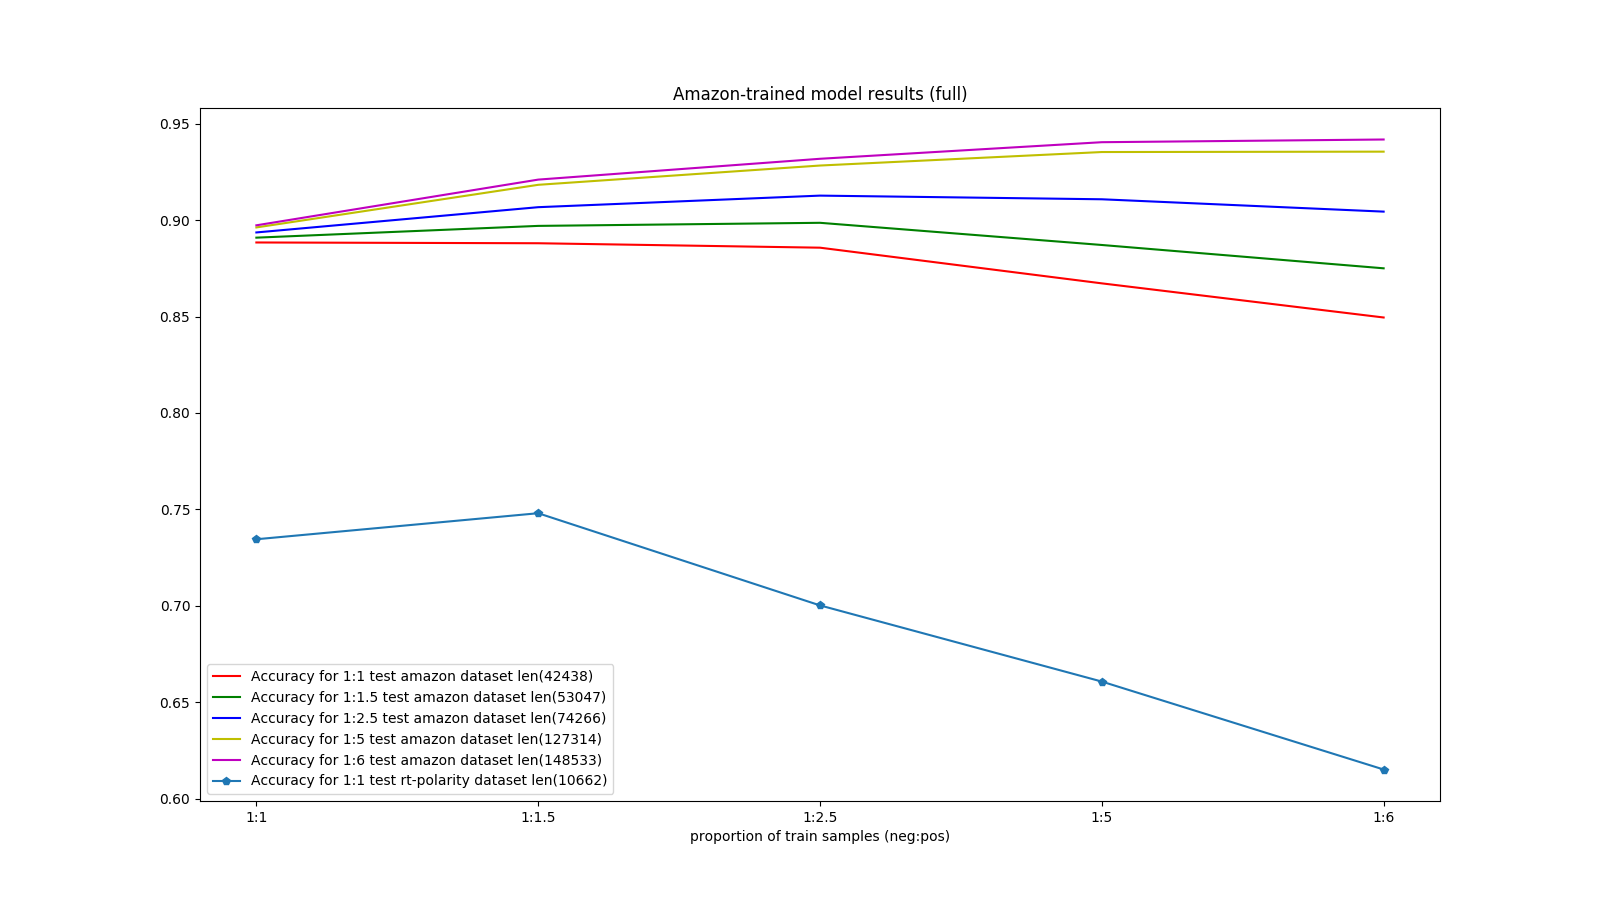 Amazon-trained model results (full)
0.95
0.90
0.85
0.80
0.75
0.70
0.65
0.60
Accuracy for 1:1 test amazon dataset len(42438)
Accuracy for 1:1.5 test amazon dataset len(53047)
Accuracy for 1:2.5 test amazon dataset len(74266)
Accuracy for 1:5 test amazon dataset len(127314)
Accuracy for 1:6 test amazon dataset len(148533)
Accuracy for 1:1 test rt-polarity dataset len(10662)
1:1 1:1.5 1:2.5 1:5 1:6
proportion of train samples (neg:pos)